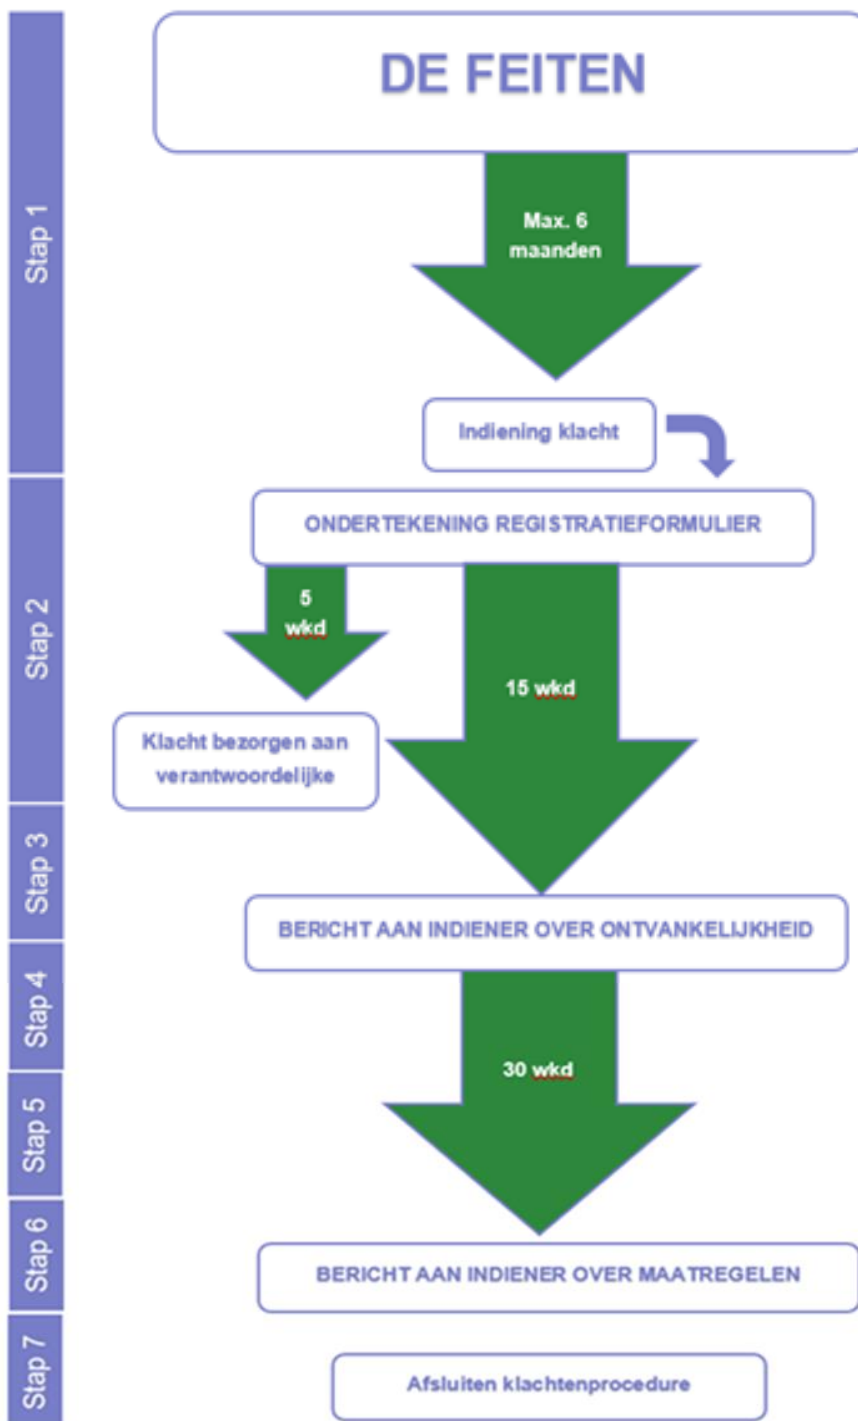 DE FEITEN
Stap 1
Max. 6
maanden
Indiening klacht
Stap 2
ONDERTEKENING REGISTRATIEFORMULIER
5
wkd
15 wkd
Klacht bezorgen aan
verantwoordelijke
Stap 3
BERICHT AAN INDIENER OVER ONTVANKELIJKHEID
Stap 4
30 wkd
Stap 5
Stap 6
BERICHT AAN INDIENER OVER MAATREGELEN
Stap 7
Afsluiten klachtenprocedure